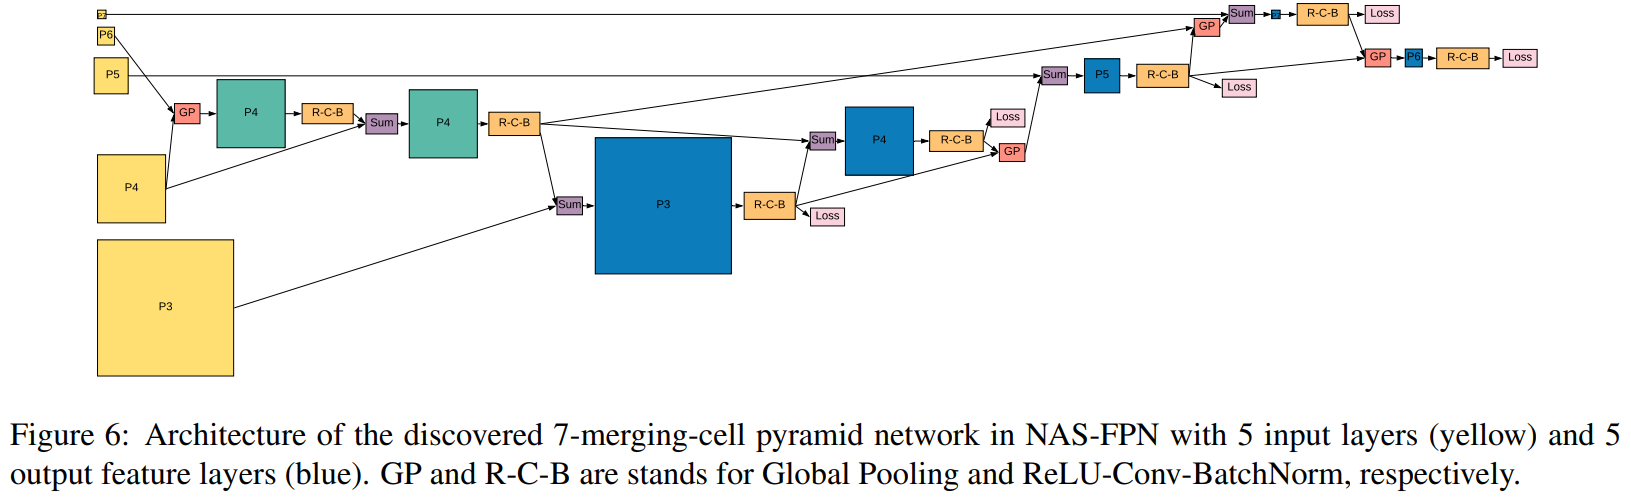 Sum
R-C-B
Loss
GP
P6
P5
Sum
P5
R-C-B
GP
P6
R-C-B
Loss
Loss
GP
P4
R-C-B
Sum
P4
R-C-B
Sum
P4
R-C-B
Loss
GP
P4
Sum
P3
R-C-B
Loss
P3
Figure 6: Architecture of the discovered 7-merging-cell pyramid network in NAS-FPN with 5 input layers (yellow) and 5
output feature layers (blue). GP and R-C-B are stands for Global Pooling and ReLU-Conv-BatchNorm, respectively.